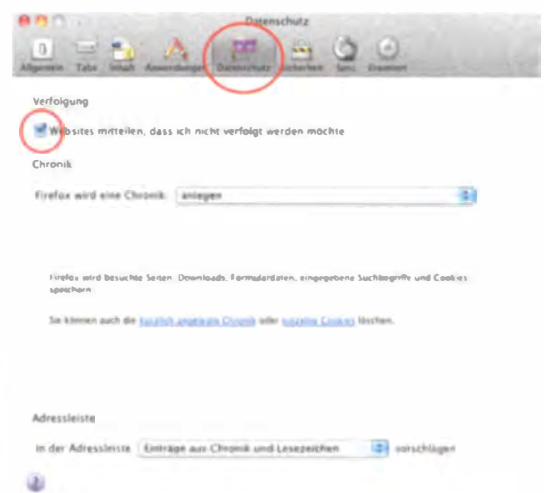 Datenschutz
Allgemein Tabs Inhalt Anwendungen Datenschutz Sicherheit Sync Erweitert
Verfolgung
Websites mitteilen, dass ich nicht verfolgt werden möchte
Chronik
Firefox wird eine Chronik: anlegen
Firefox wird besuchte Seiten, Downloads, Formulardaten, eingegebene Suchbegriffe und Cookies
speichern.
Sie können auch die kürzlich angelegte Chronik oder einzelne Cookies löschen.
Adressleiste
In der Adressleiste Einträge aus Chronik und Lesezeichen vorschlagen
?